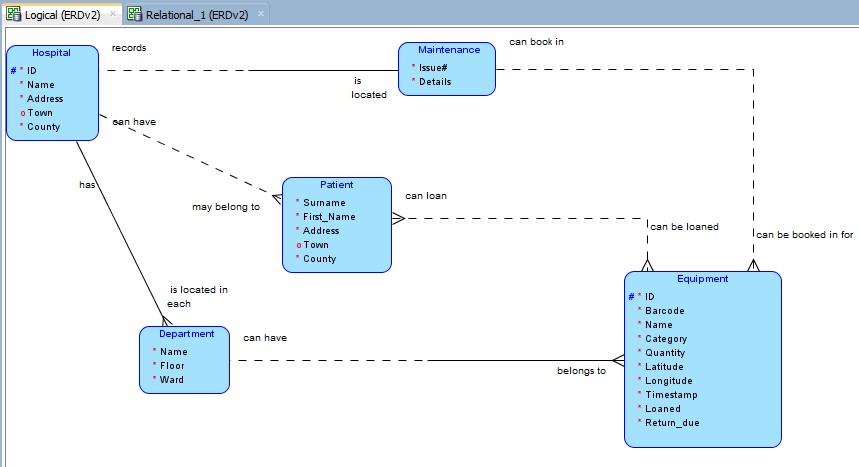 Logical (ERDv2)
Relational_1 (ERDv2)
Hospital
# * ID
* Name
* Address
o Town
* County
records
is
located
Maintenance
* Issue#
* Details
can book in
can have
may belong to
Patient
* Surname
* First_Name
* Address
o Town
* County
can loan
can be loaned
can be booked in for
has
is located in
each
Department
* Name
* Floor
* Ward
can have
belongs to
Equipment
# * ID
* Barcode
* Name
* Category
* Quantity
* Latitude
* Longitude
* Timestamp
* Loaned
* Return_due